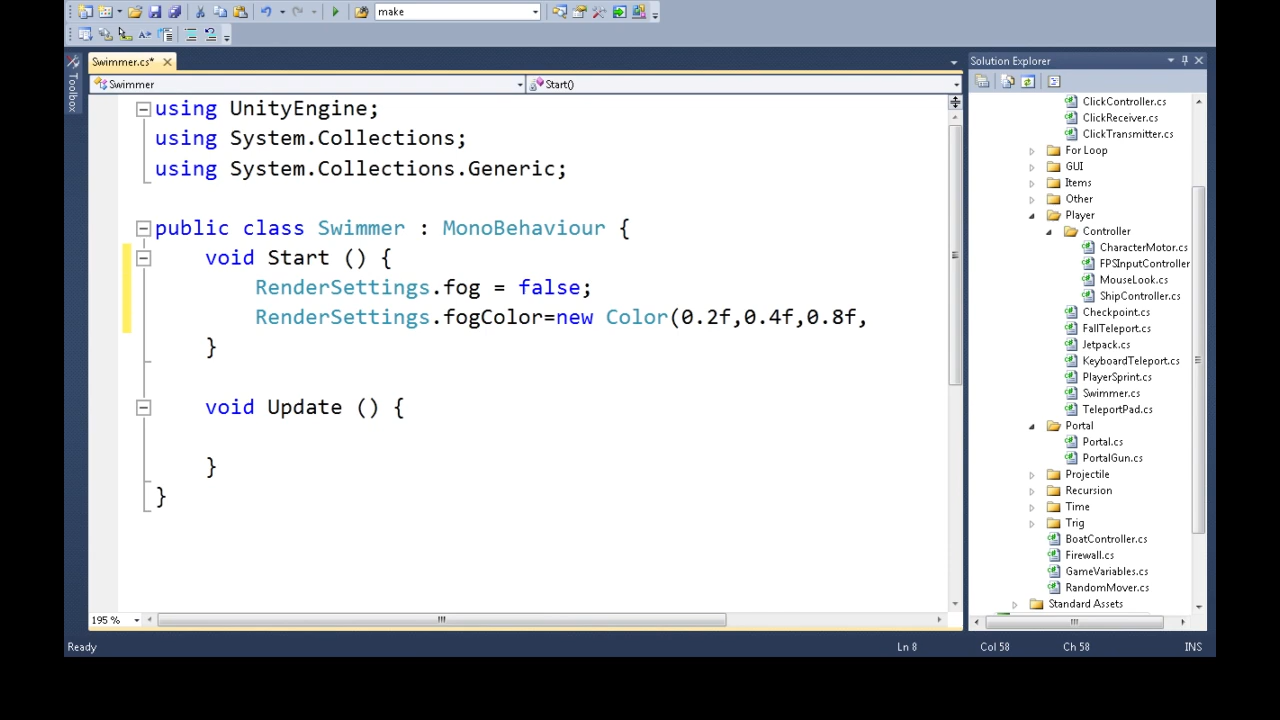 make
Swimmer.cs*
Solution Explorer
Toolbox
Swimmer
Start()
using UnityEngine;
using System.Collections;
using System.Collections.Generic;
public class Swimmer : MonoBehaviour {
void Start () {
RenderSettings.fog = false;
RenderSettings.fogColor=new Color(0.2f,0.4f,0.8f,
}
void Update () {
}
}
ClickController.cs
ClickReceiver.cs
ClickTransmitter.cs
For Loop
GUI
Items
Other
Player
Controller
CharacterMotor.cs
FPSInputController
MouseLook.cs
ShipController.cs
Checkpoint.cs
FallTeleport.cs
Jetpack.cs
KeyboardTeleport.cs
PlayerSprint.cs
Swimmer.cs
TeleportPad.cs
Portal
Portal.cs
PortalGun.cs
Projectile
Recursion
Time
Trig
BoatController.cs
Firewall.cs
GameVariables.cs
RandomMover.cs
Standard Assets
195 %
Ready
Ln 8
Col 58
Ch 58
INS